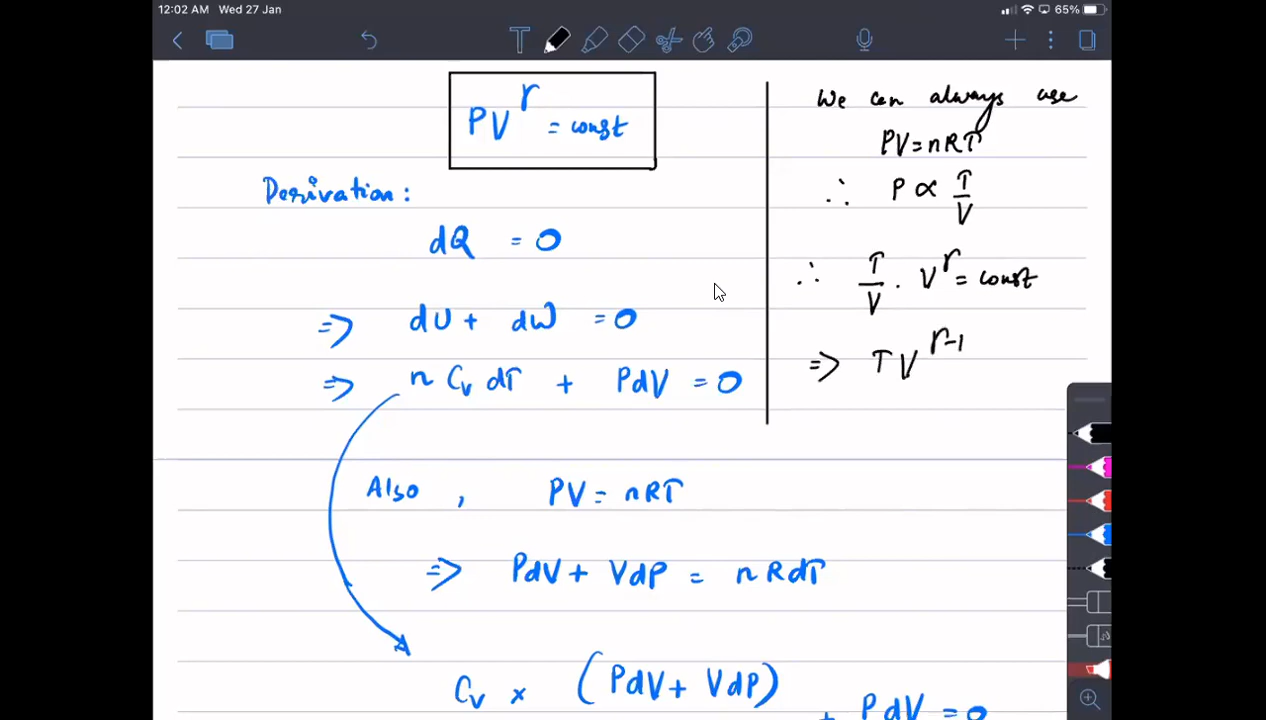 12:02 AM Wed 27 Jan
65%
PV^r = const
Derivation:
dQ = 0
=> dU + dW = 0
=> n Cv dT + PdV = 0
Also , PV = nRT
=> PdV + VdP = nRdT
Cv × (PdV + VdP) + PdV = 0
We can always use
PV = nRT
∴ P ∝ T/V
∴ T/V . V^r = const
=> TV^r-1